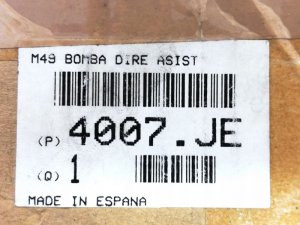 M49 BOMBA DIRE ASIST
(P) 4007.JE
(Q) 1
MADE IN ESPANA